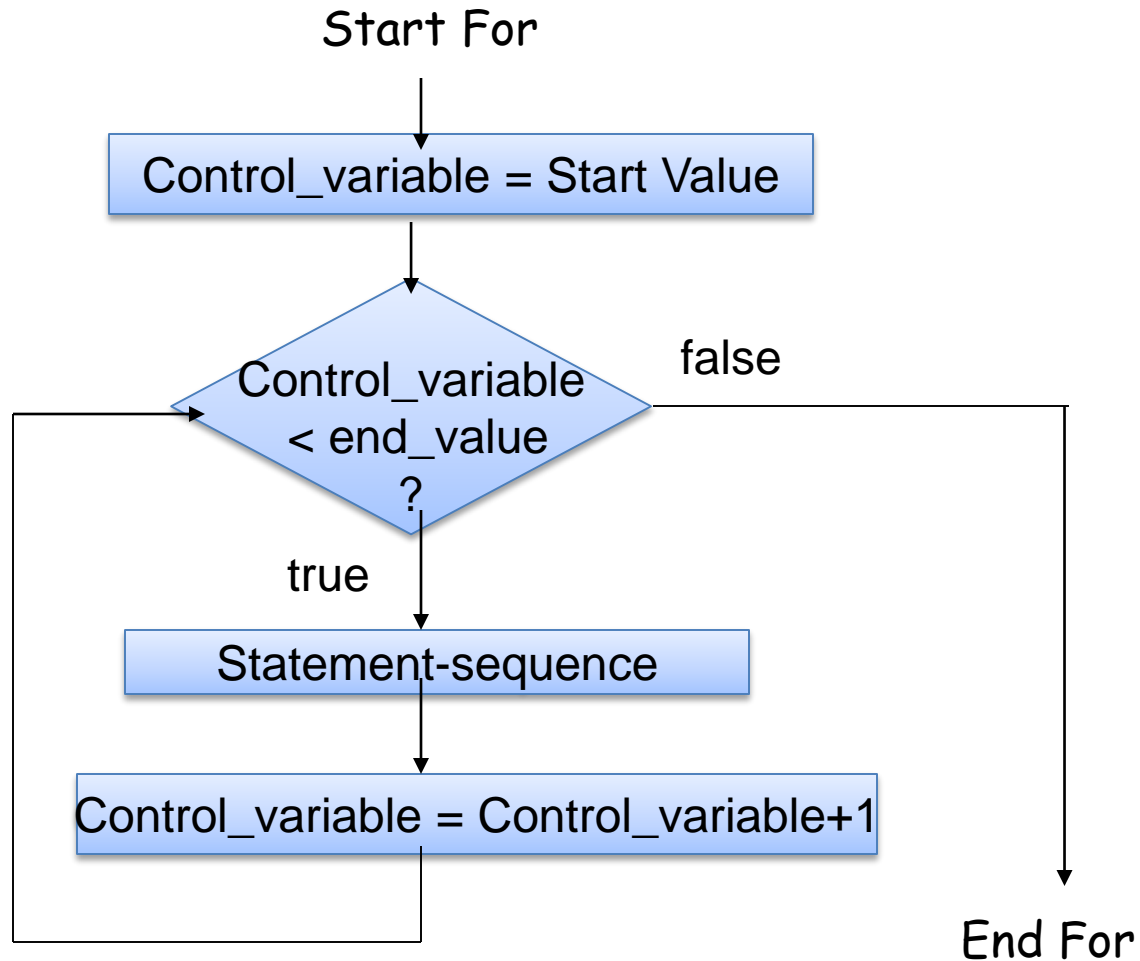 Start For
Control_variable = Start Value
false
Control_variable
< end_value
?
true
Statement-sequence
Control_variable = Control_variable+1
End For